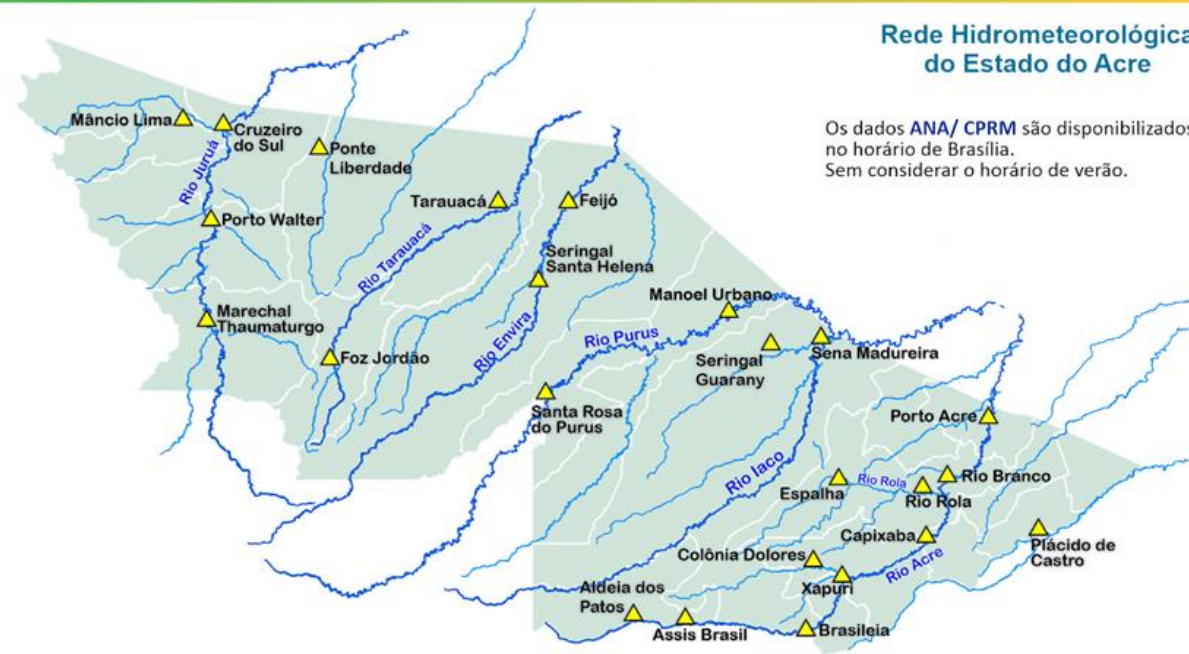 Rede Hidrometeorológica
do Estado do Acre
Os dados ANA/ CPRM são disponibilizados
no horário de Brasília.
Sem considerar o horário de verão.
Mâncio Lima
Cruzeiro
do Sul
Ponte
Liberdade
Rio Juruá
Tarauacá
Feijó
Porto Walter
Rio Tarauacá
Seringal
Santa Helena
Manoel Urbano
Marechal
Thaumaturgo
Rio Envira
Rio Purus
Foz Jordão
Seringal
Guarany
Sena Madureira
Santa Rosa
do Purus
Porto Acre
Rio Iaco
Espalha
Rio Rola
Rio Rola
Rio Branco
Capixaba
Plácido de
Castro
Colônia Dolores
Rio Acre
Xapuri
Aldeia dos
Patos
Assis Brasil
Brasileia